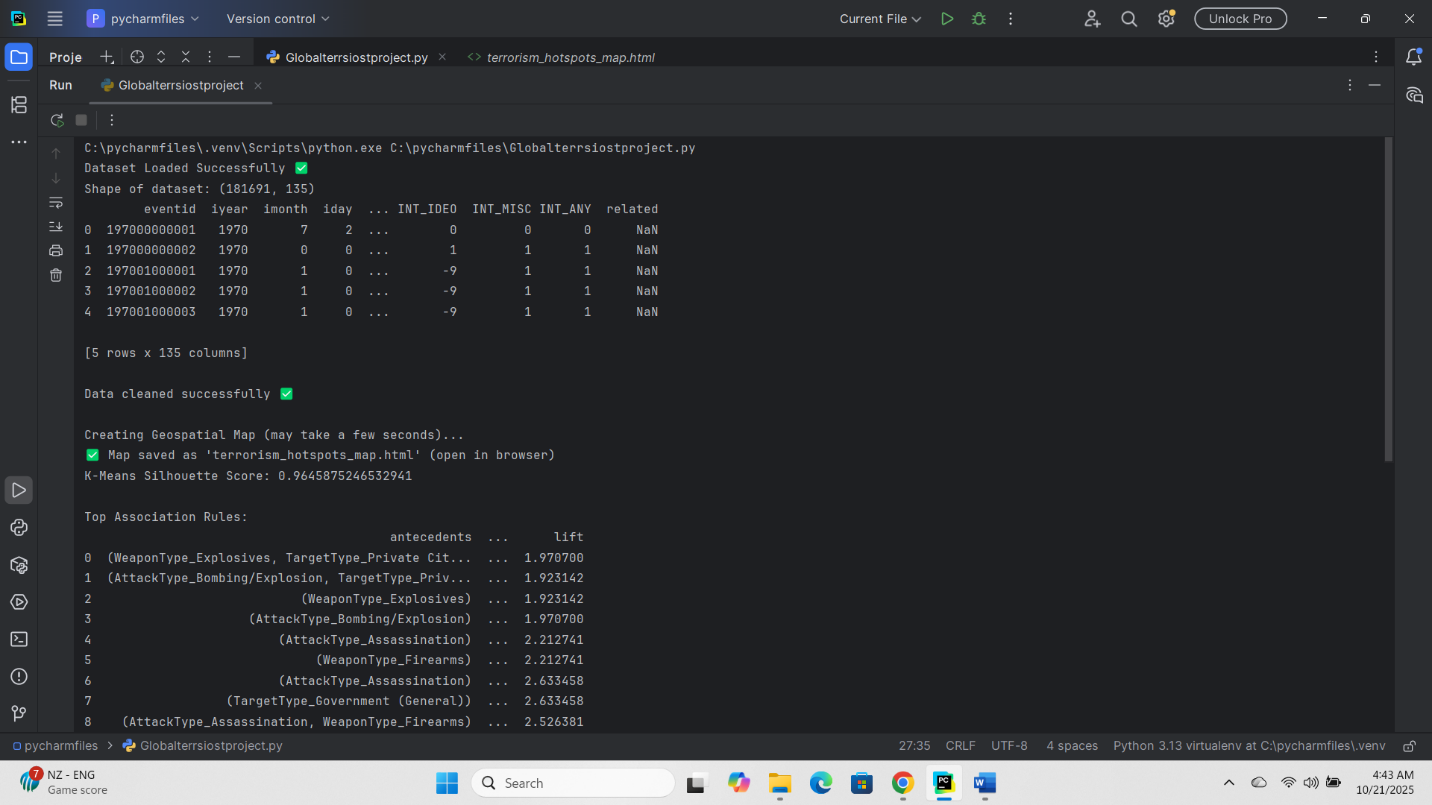 PC P pycharmfiles Version control Current File Unlock Pro
Proje Globalterrsiostproject.py <> terrorism_hotspots_map.html
Run Globalterrsiostproject
C:\pycharmfiles\.venv\Scripts\python.exe C:\pycharmfiles\Globalterrsiostproject.py
Dataset Loaded Successfully ✅
Shape of dataset: (181691, 135)
eventid iyear imonth iday ... INT_IDEO INT_MISC INT_ANY related
0 197000000001 1970 7 2 ... 0 0 0 NaN
1 197000000002 1970 0 0 ... 1 1 1 NaN
2 197001000001 1970 1 0 ... -9 1 1 NaN
3 197001000002 1970 1 0 ... -9 1 1 NaN
4 197001000003 1970 1 0 ... -9 1 1 NaN
[5 rows x 135 columns]
Data cleaned successfully ✅
Creating Geospatial Map (may take a few seconds)...
✅ Map saved as 'terrorism_hotspots_map.html' (open in browser)
K-Means Silhouette Score: 0.9645875246532941
Top Association Rules:
antecedents ... lift
0 (WeaponType_Explosives, TargetType_Private Cit... ... 1.970700
1 (AttackType_Bombing/Explosion, TargetType_Priv... ... 1.923142
2 (WeaponType_Explosives) ... 1.923142
3 (AttackType_Bombing/Explosion) ... 1.970700
4 (AttackType_Assassination) ... 2.212741
5 (WeaponType_Firearms) ... 2.212741
6 (AttackType_Assassination) ... 2.633458
7 (TargetType_Government (General)) ... 2.633458
8 (AttackType_Assassination, WeaponType_Firearms) ... 2.526381
pycharmfiles > Globalterrsiostproject.py 27:35 CRLF UTF-8 4 spaces Python 3.13 virtualenv at C:\pycharmfiles\.venv
7 NZ - ENG
Game score
Search
PC
W
4:43 AM
10/21/2025